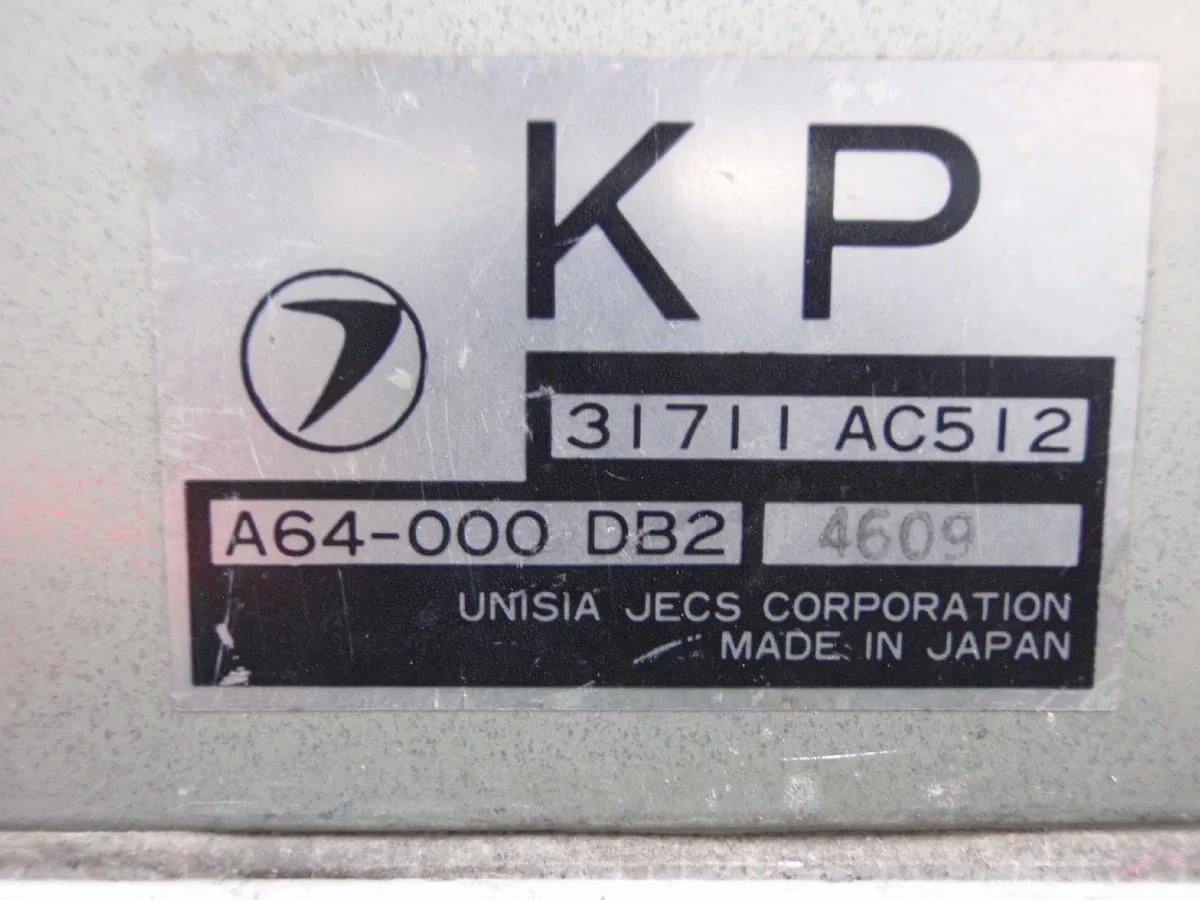 KP
31711 AC512
A64-000 DB2 4609
UNISIA JECS CORPORATION
MADE IN JAPAN